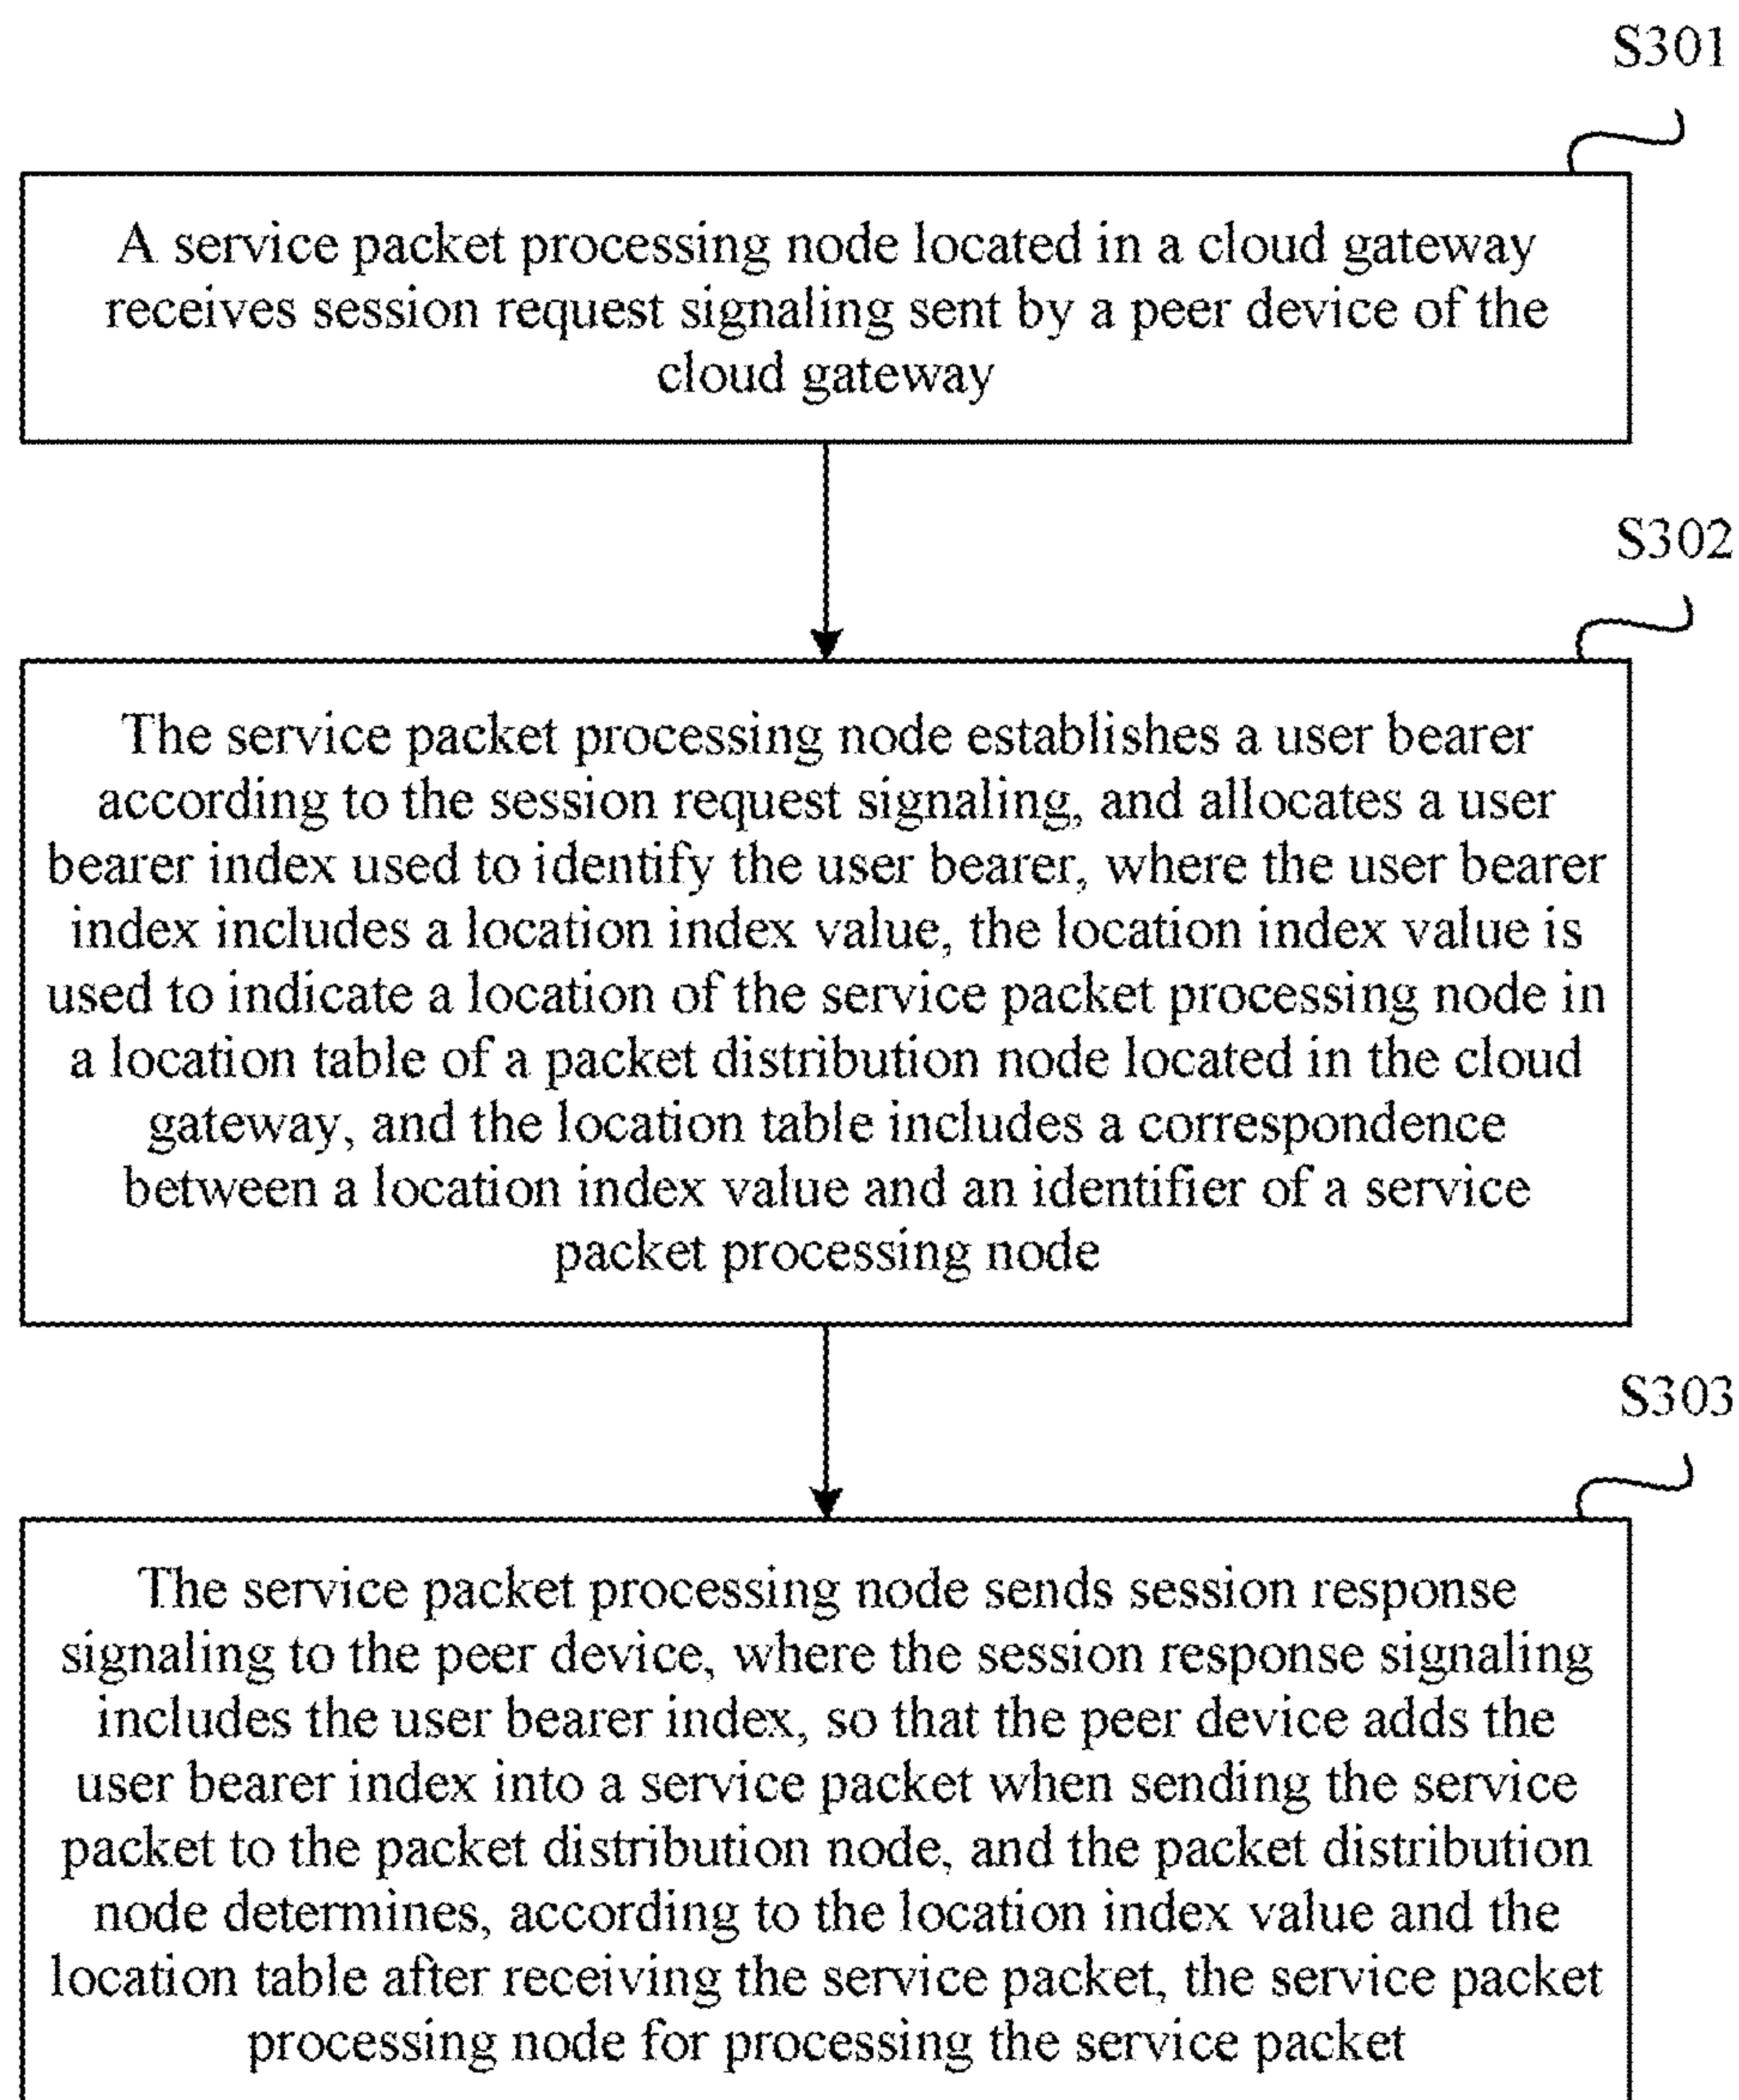 S301
A service packet processing node located in a cloud gateway
receives session request signaling sent by a peer device of the
cloud gateway
S302
The service packet processing node establishes a user bearer
according to the session request signaling, and allocates a user
bearer index used to identify the user bearer, where the user bearer
index includes a location index value, the location index value is
used to indicate a location of the service packet processing node in
a location table of a packet distribution node located in the cloud
gateway, and the location table includes a correspondence
between a location index value and an identifier of a service
packet processing node
S303
The service packet processing node sends session response
signaling to the peer device, where the session response signaling
includes the user bearer index, so that the peer device adds the
user bearer index into a service packet when sending the service
packet to the packet distribution node, and the packet distribution
node determines, according to the location index value and the
location table after receiving the service packet, the service packet
processing node for processing the service packet